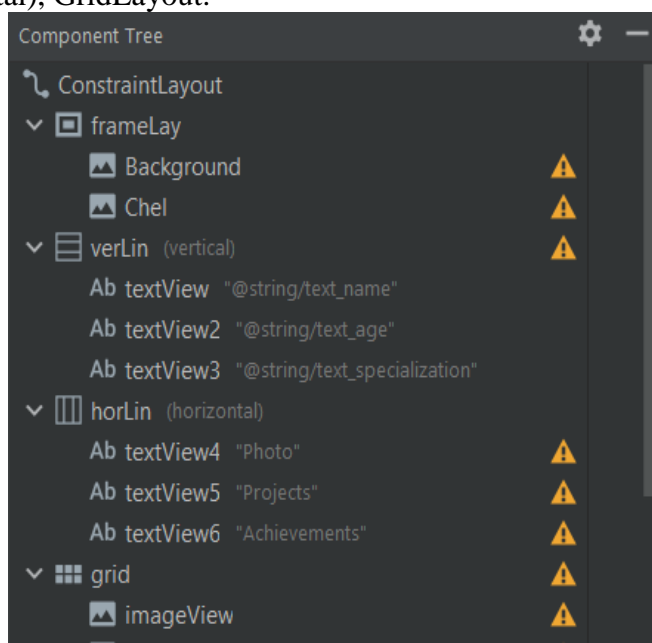 al), GridLayout.
Component Tree
ConstraintLayout
frameLay
Background
Chel
verLin (vertical)
Ab textView "@string/text_name"
Ab textView2 "@string/text_age"
Ab textView3 "@string/text_specialization"
horLin (horizontal)
Ab textView4 "Photo"
Ab textView5 "Projects"
Ab textView6 "Achievements"
grid
imageView